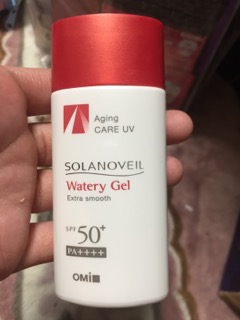 Aging
CARE UV
SOLANOVEIL
Watery Gel
Extra smooth
SPF 50+
PA++++
OMI